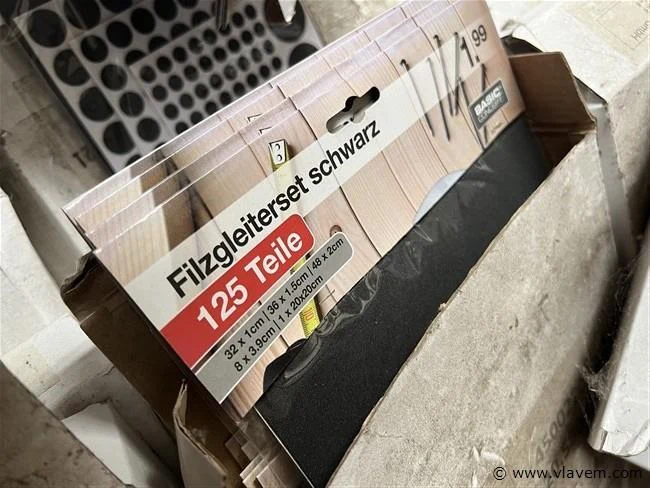 1.99
BASIC
CONCEPT
Filzgleiterset schwarz
125 Teile
32 x 1cm | 36 x 1.5cm | 48 x 2cm
8 x 3.9cm | 1 x 20x20cm
© www.vlavem.com